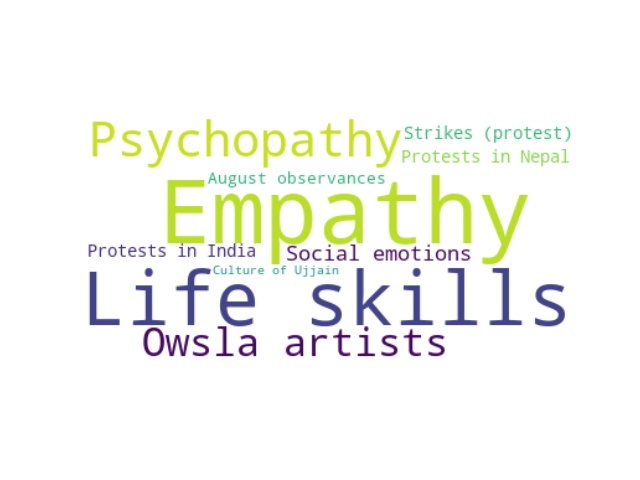 Psychopathy
Strikes (protest)
Protests in Nepal
August observances
Empathy
Protests in India
Social emotions
Culture of Ujjain
Life skills
Owsla artists